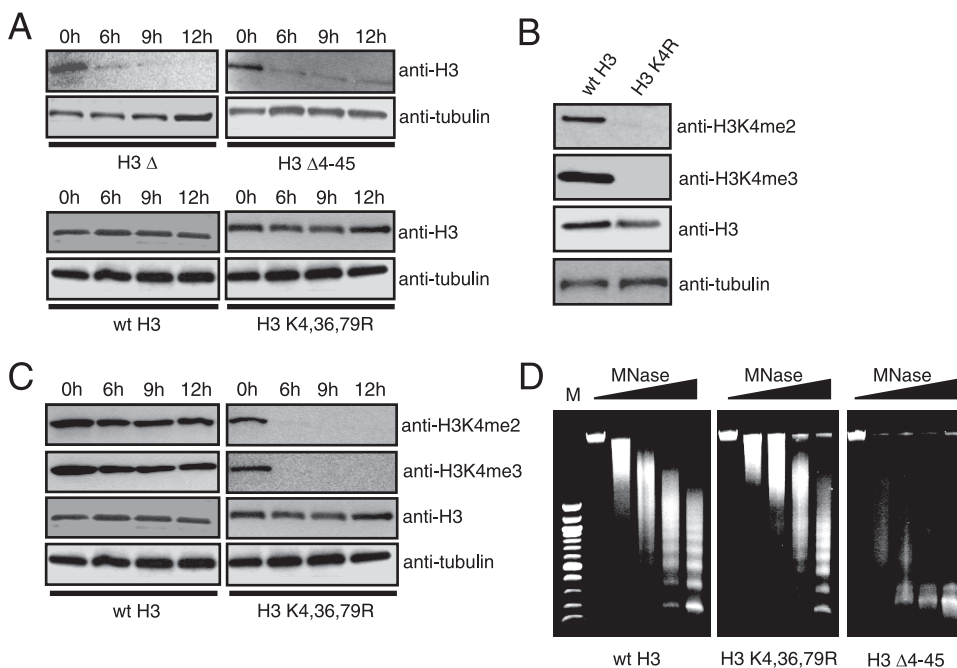 A
0h 6h 9h 12h 0h 6h 9h 12h
anti-H3
anti-tubulin
H3 Δ H3 Δ4-45
0h 6h 9h 12h 0h 6h 9h 12h
anti-H3
anti-tubulin
wt H3 H3 K4,36,79R
B
wt H3 H3 K4R
anti-H3K4me2
anti-H3K4me3
anti-H3
anti-tubulin
C
0h 6h 9h 12h 0h 6h 9h 12h
anti-H3K4me2
anti-H3K4me3
anti-H3
anti-tubulin
wt H3 H3 K4,36,79R
D
MNase MNase MNase
M
wt H3 H3 K4,36,79R H3 Δ4-45